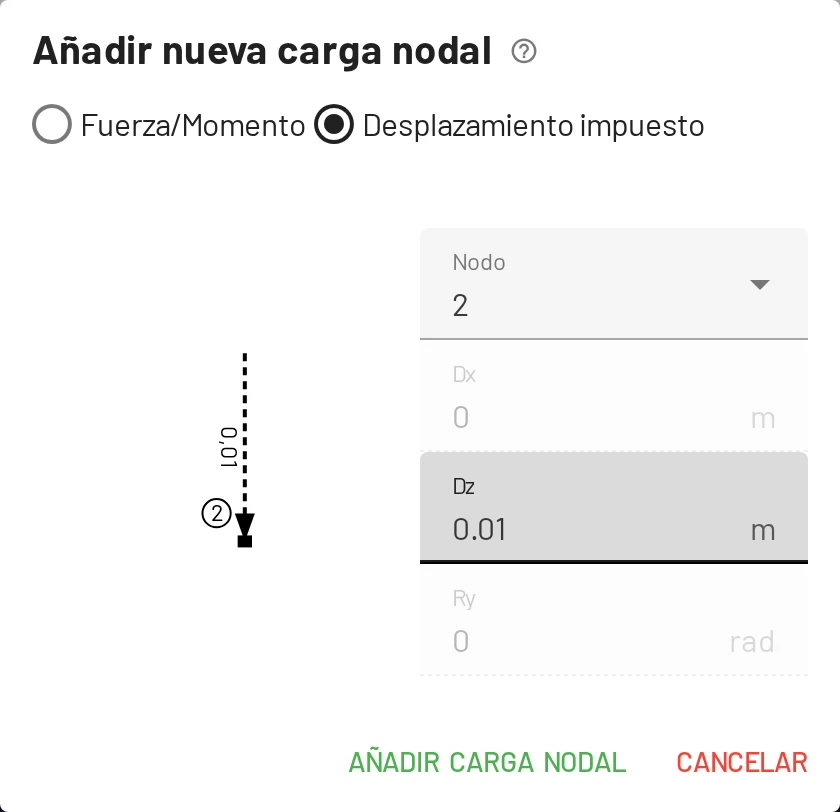 Añadir nueva carga nodal ?
Fuerza/Momento Desplazamiento impuesto
Nodo
2
Dx
0 m
0,01
Dz
2
0.01 m
Ry
0 rad
AÑADIR CARGA NODAL CANCELAR